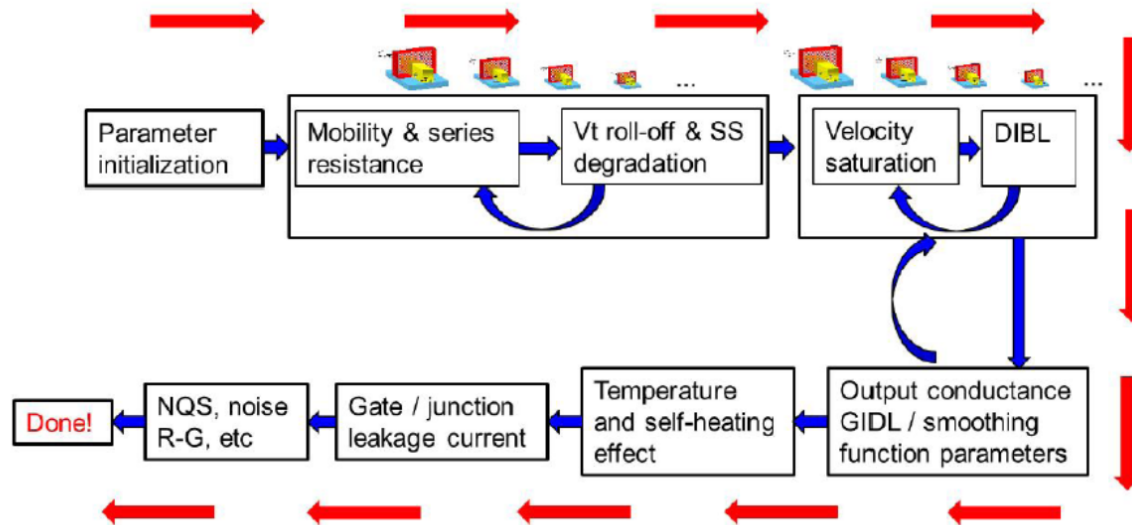 Parameter
initialization
Mobility & series
resistance
Vt roll-off & SS
degradation
...
Velocity
saturation
DIBL
...
Output conductance
GIDL / smoothing
function parameters
Temperature
and self-heating
effect
Gate / junction
leakage current
NQS, noise
R-G, etc
Done!